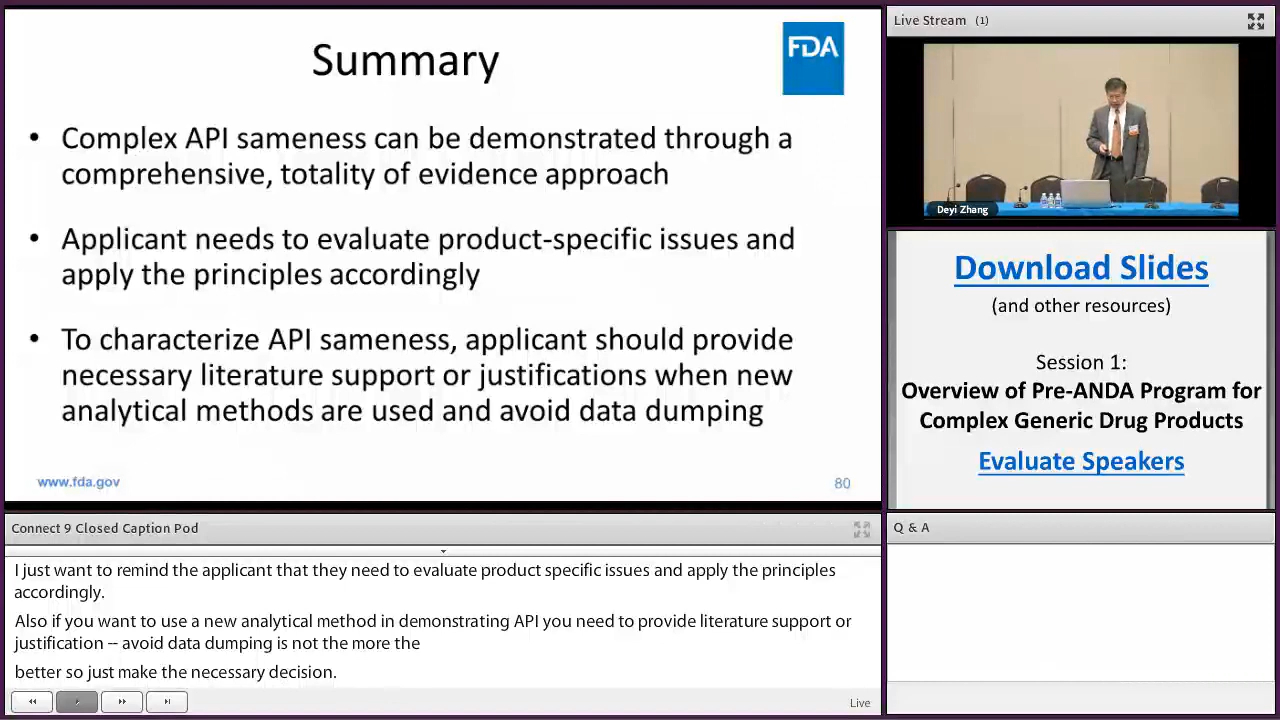 Summary
FDA
• Complex API sameness can be demonstrated through a
comprehensive, totality of evidence approach
• Applicant needs to evaluate product-specific issues and
apply the principles accordingly
• To characterize API sameness, applicant should provide
necessary literature support or justifications when new
analytical methods are used and avoid data dumping
www.fda.gov
80
Live Stream (1)
Deyi Zhang
Download Slides
(and other resources)
Session 1:
Overview of Pre-ANDA Program for
Complex Generic Drug Products
Evaluate Speakers
Connect 9 Closed Caption Pod
I just want to remind the applicant that they need to evaluate product specific issues and apply the principles
accordingly.
Also if you want to use a new analytical method in demonstrating API you need to provide literature support or
justification -- avoid data dumping is not the more the
better so just make the necessary decision.
Live
Q & A